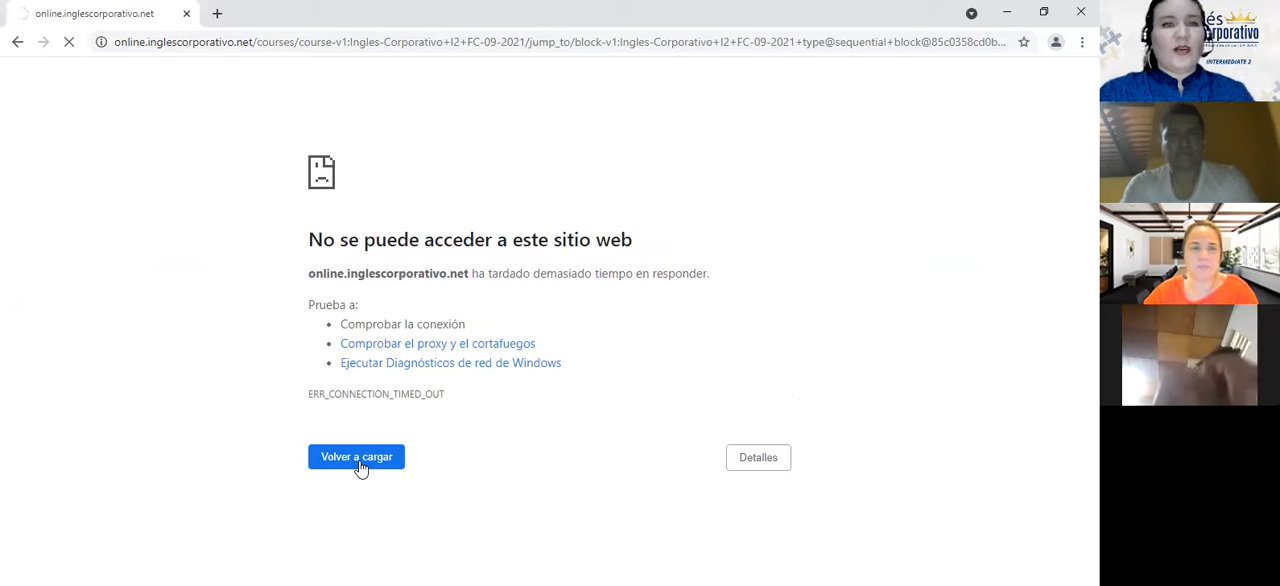 online.inglescorporativo.net
online.inglescorporativo.net/courses/course-v1:Ingles-Corporativo+I2+FC-09-2021/jump_to/block-v1:Ingles-Corporativo+I2+FC-09-2021+type@sequential+block@85c0358cd0b...
No se puede acceder a este sitio web
online.inglescorporativo.net ha tardado demasiado tiempo en responder.
Prueba a:
• Comprobar la conexión
• Comprobar el proxy y el cortafuegos
• Ejecutar Diagnósticos de red de Windows
ERR_CONNECTION_TIMED_OUT
Volver a cargar
Detalles
INTERMEDIATE 2